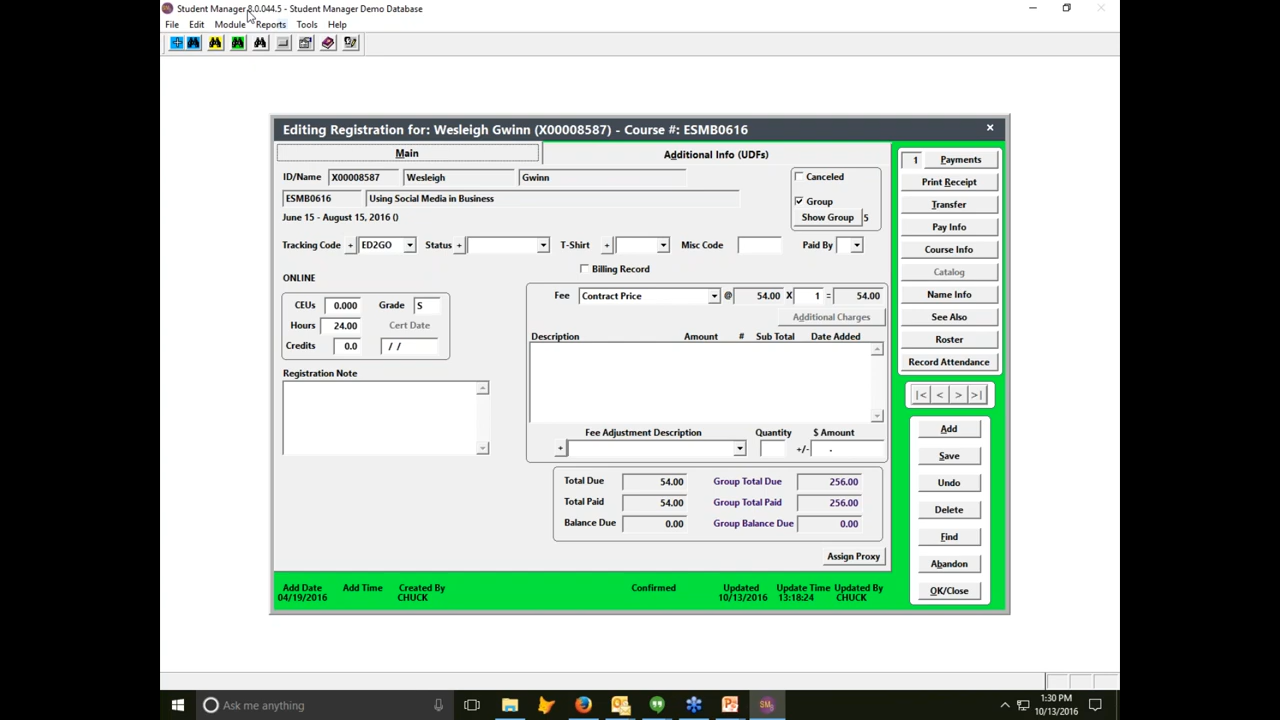 Student Manager 8.0.044.5 - Student Manager Demo Database
File Edit Module Reports Tools Help
Editing Registration for: Wesleigh Gwinn (X00008587) - Course #: ESMB0616
Main Additional Info (UDFs)
ID/Name X00008587 Wesleigh Gwinn
ESMB0616 Using Social Media in Business
June 15 - August 15, 2016 ()
Canceled
Group
Show Group 5
Tracking Code + ED2GO Status + T-Shirt + Misc Code Paid By
Billing Record
ONLINE
CEUs 0.000 Grade S
Hours 24.00 Cert Date
Credits 0.0 / /
Registration Note
Fee Contract Price @ 54.00 X 1 = 54.00
Additional Charges
Description Amount # Sub Total Date Added
Fee Adjustment Description Quantity $ Amount
+ +/- .
Total Due 54.00 Group Total Due 256.00
Total Paid 54.00 Group Total Paid 256.00
Balance Due 0.00 Group Balance Due 0.00
Assign Proxy
Add Date Add Time Created By Confirmed Updated Update Time Updated By
04/19/2016 CHUCK 10/13/2016 13:18:24 CHUCK
1 Payments
Print Receipt
Transfer
Pay Info
Course Info
Catalog
Name Info
See Also
Roster
Record Attendance
|< < > >|
Add
Save
Undo
Delete
Find
Abandon
OK/Close
Ask me anything
1:30 PM
10/13/2016